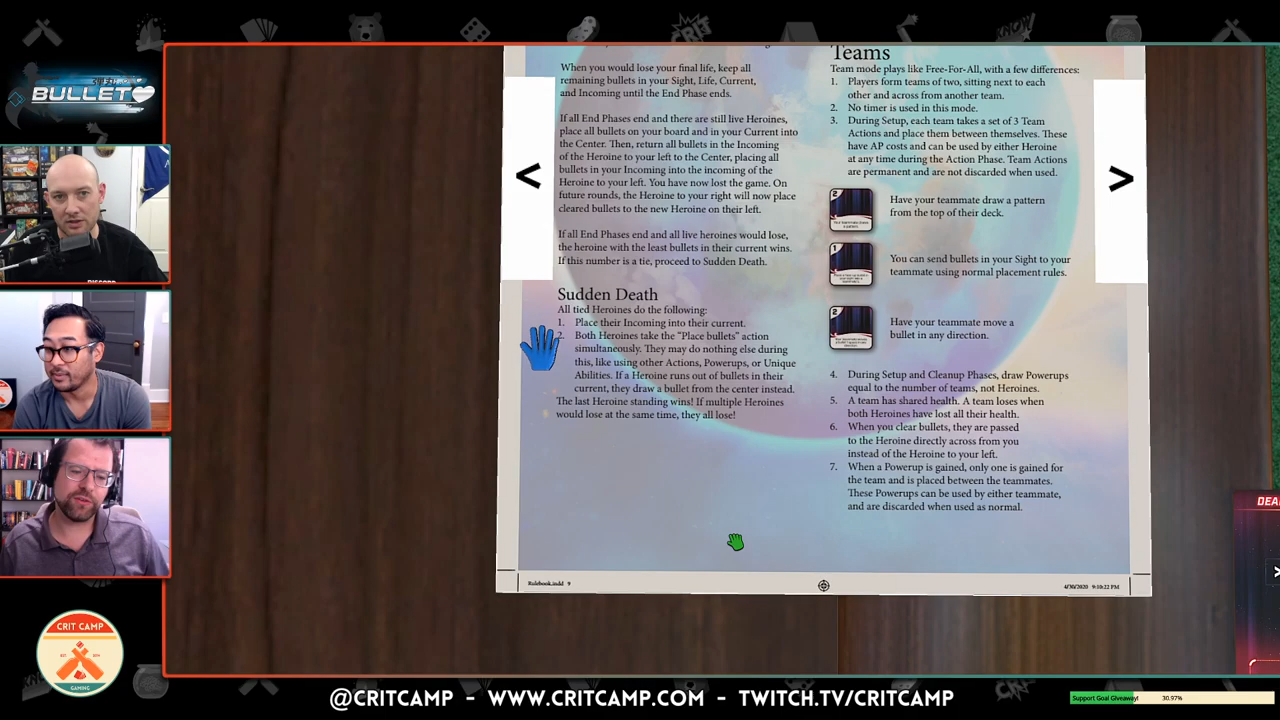 BULLET
CRIT CAMP
GAMING
When you would lose your final life, keep all
remaining bullets in your Sight, Life, Current,
and Incoming until the End Phase ends.
If all End Phases end and there are still live Heroines,
place all bullets on your board and in your Current into
the Center. Then, return all bullets in the Incoming
of the Heroine to your left to the Center, placing all
bullets in your Incoming into the incoming of the
Heroine to your left. You have now lost the game. On
future rounds, the Heroine to your right will now place
cleared bullets to the new Heroine on their left.
If all End Phases end and all live heroines would lose,
the heroine with the least bullets in their current wins.
If this number is a tie, proceed to Sudden Death.
Sudden Death
All tied Heroines do the following:
1. Place their Incoming into their current.
2. Both Heroines take the “Place bullets” action
simultaneously. They may do nothing else during
this, like using other Actions, Powerups, or Unique
Abilities. If a Heroine runs out of bullets in their
current, they draw a bullet from the center instead.
The last Heroine standing wins! If multiple Heroines
would lose at the same time, they all lose!
Teams
Team mode plays like Free-For-All, with a few differences:
1. Players form teams of two, sitting next to each
other and across from another team.
2. No timer is used in this mode.
3. During Setup, each team takes a set of 3 Team
Actions and place them between themselves. These
have AP costs and can be used by either Heroine
at any time during the Action Phase. Team Actions
are permanent and are not discarded when used.
2
Have your teammate draw a pattern
from the top of their deck.
1
You can send bullets in your Sight to your
teammate using normal placement rules.
2
Have your teammate move a
bullet in any direction.
4. During Setup and Cleanup Phases, draw Powerups
equal to the number of teams, not Heroines.
5. A team has shared health. A team loses when
both Heroines have lost all their health.
6. When you clear bullets, they are passed
to the Heroine directly across from you
instead of the Heroine to your left.
7. When a Powerup is gained, only one is gained for
the team and is placed between the teammates.
These Powerups can be used by either teammate,
and are discarded when used as normal.
Rulebook.indd 9
4/30/2020 9:10:22 PM
<
>
DEA
@CRITCAMP - WWW.CRITCAMP.COM - TWITCH.TV/CRITCAMP
Support Goal Giveaway! 30.97%